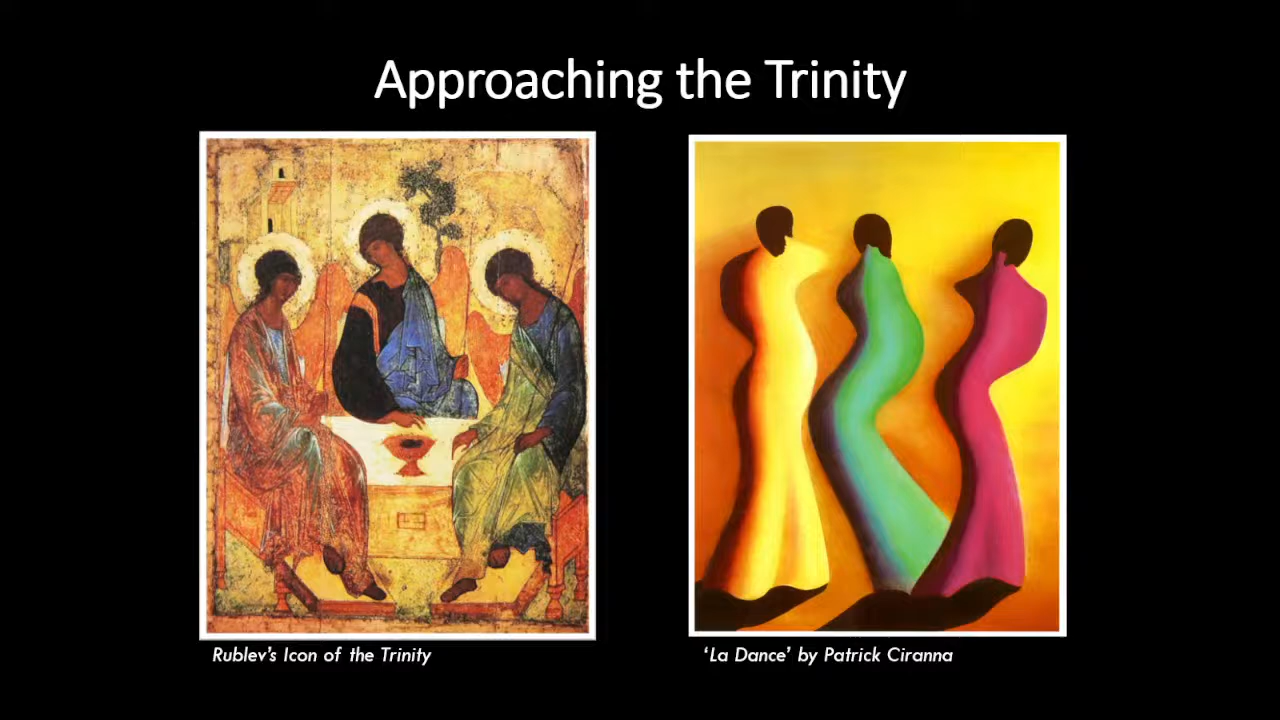 Approaching the Trinity
Rublev's Icon of the Trinity
‘La Dance’ by Patrick Ciranna